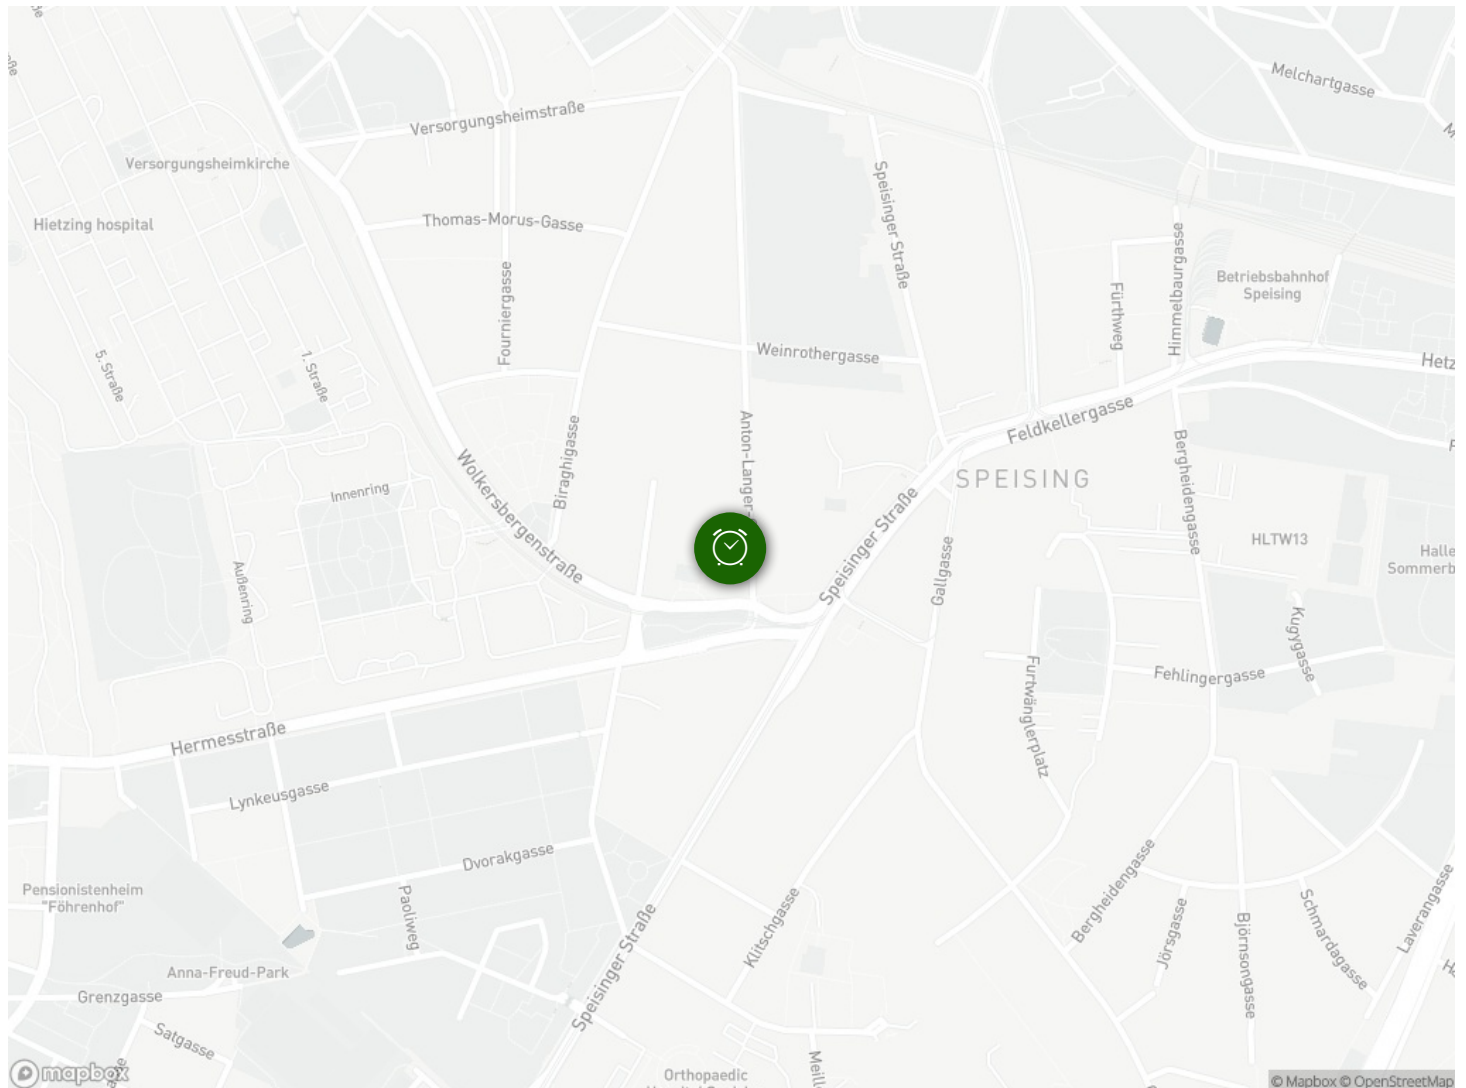 Melchartgasse
Versorgungsheimstraße
Versorgungsheimkirche
Speisinger Straße
Hietzing hospital
Thomas-Morus-Gasse
Himmelbaurgasse
Betriebsbahnhof
Speising
Fourniergasse
Fürthweg
5. Straße
1. Straße
Weinrothergasse
Feldkellergasse
Anton-Langer-
Biraghigasse
Bergheidengasse
SPEISING
Wolkersbergenstraße
Innenring
Speisinger Straße
HLTW13
Halle
Sommerb
Außenring
Gallgasse
Kugygasse
Furtwänglerplatz
Fehlingergasse
Hermesstraße
Lynkeusgasse
Dvorakgasse
Pensionistenheim
"Föhrenhof"
Paoliweg
Klitschgasse
Bergheidengasse
Jörsgasse
Björnsongasse
Schmardagasse
Laverangasse
Speisinger Straße
Anna-Freud-Park
Grenzgasse
Satgasse
Orthopaedic
mapbox
© Mapbox © OpenStreetMap